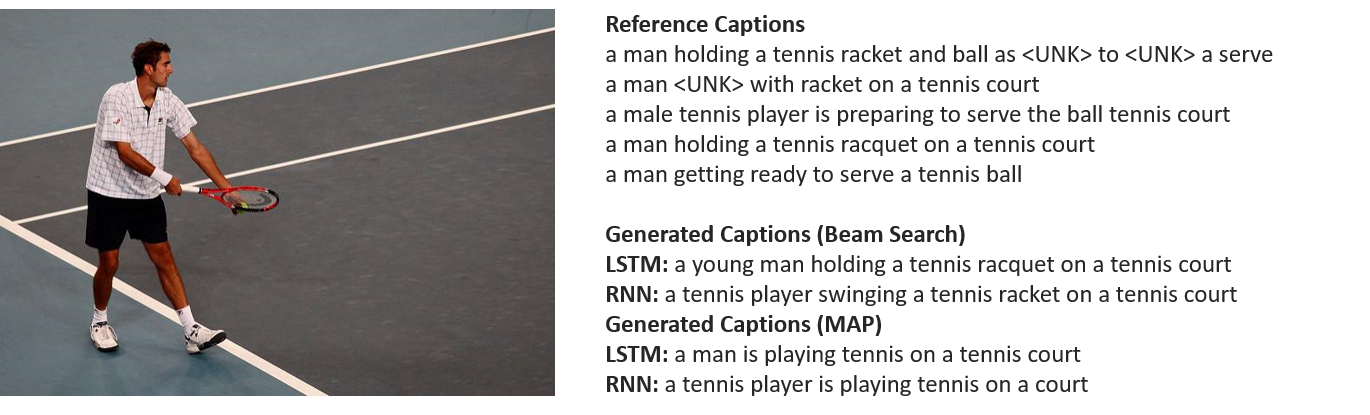 Reference Captions
a man holding a tennis racket and ball as <UNK> to <UNK> a serve
a man <UNK> with racket on a tennis court
a male tennis player is preparing to serve the ball tennis court
a man holding a tennis racquet on a tennis court
a man getting ready to serve a tennis ball
Generated Captions (Beam Search)
LSTM: a young man holding a tennis racquet on a tennis court
RNN: a tennis player swinging a tennis racket on a tennis court
Generated Captions (MAP)
LSTM: a man is playing tennis on a tennis court
RNN: a tennis player is playing tennis on a court